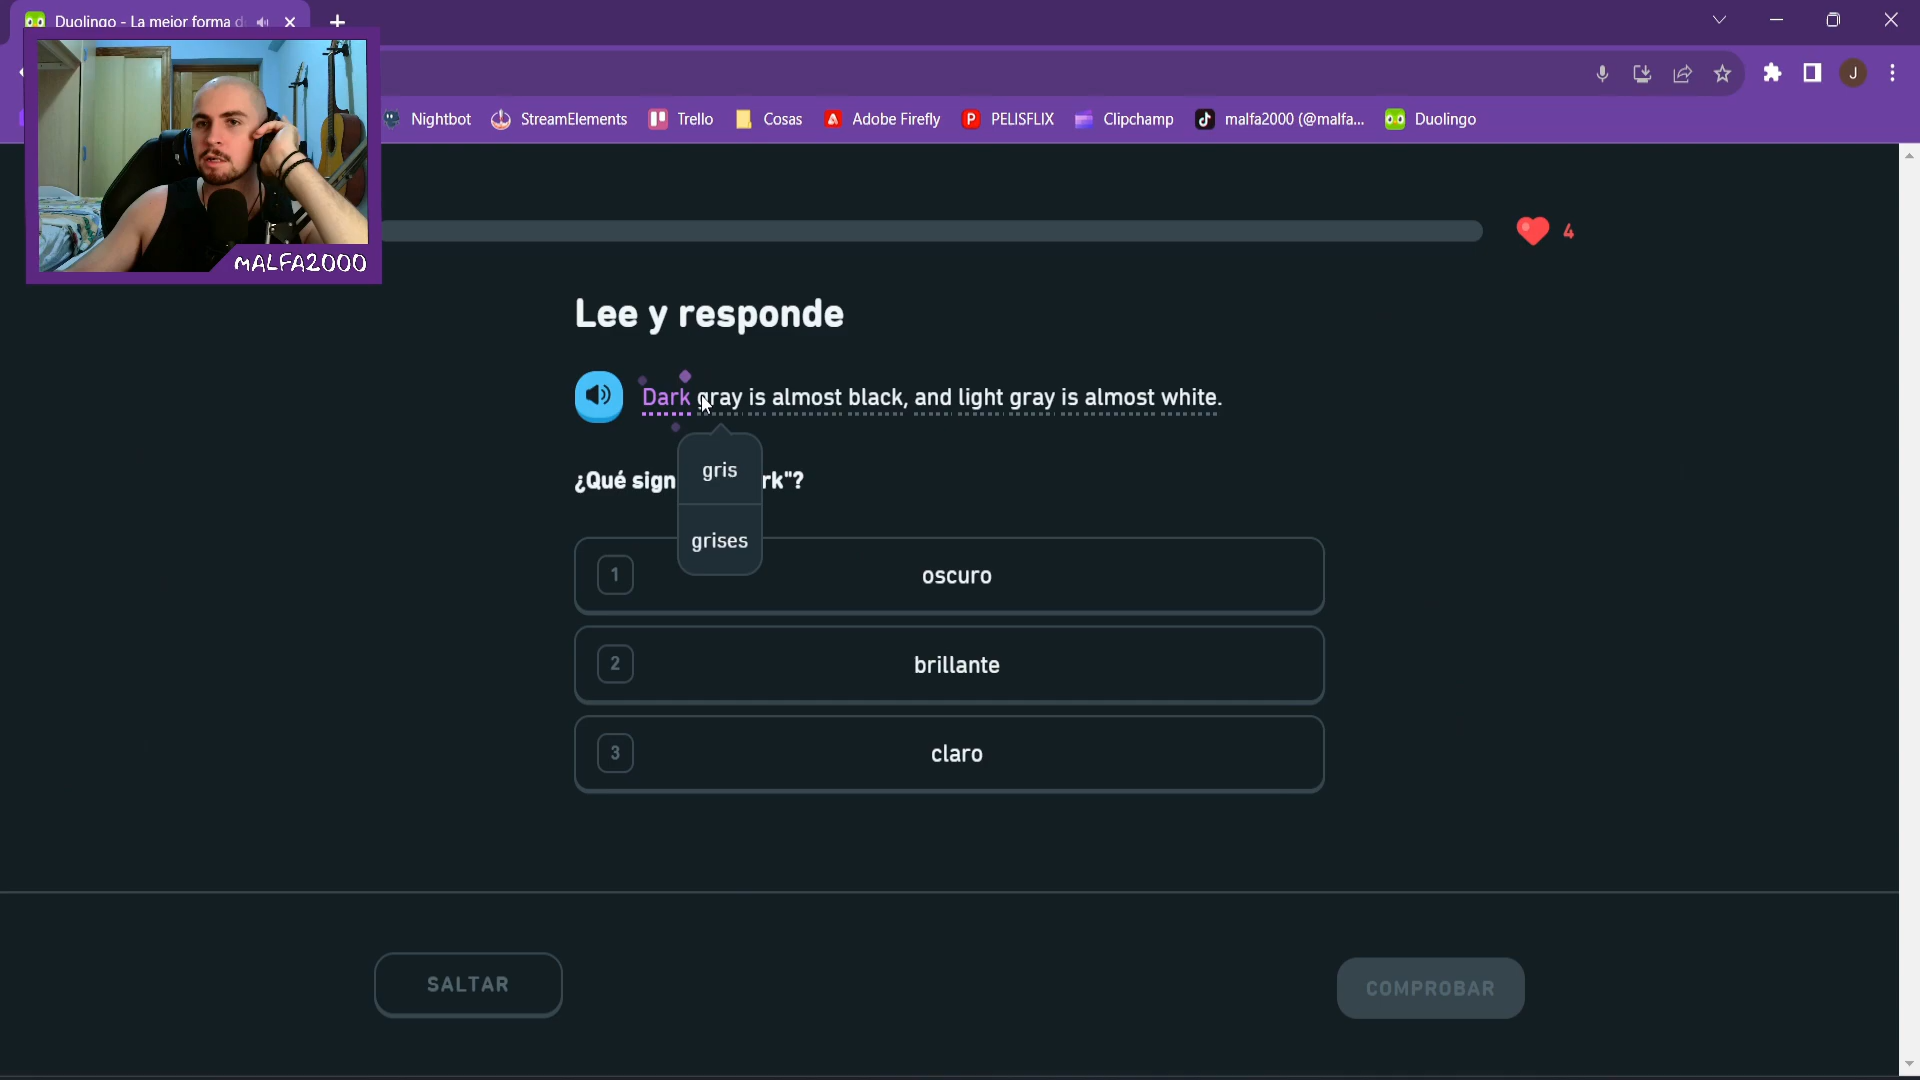 Duolingo - La mejor forma d
Nightbot StreamElements Trello Cosas Adobe Firefly PELISFLIX Clipchamp malfa2000 (@malfa... Duolingo
J
MALFA2000
4
Lee y responde
Dark gray is almost black, and light gray is almost white.
gris
¿Qué sign rk"?
grises
1 oscuro
2 brillante
3 claro
SALTAR
COMPROBAR